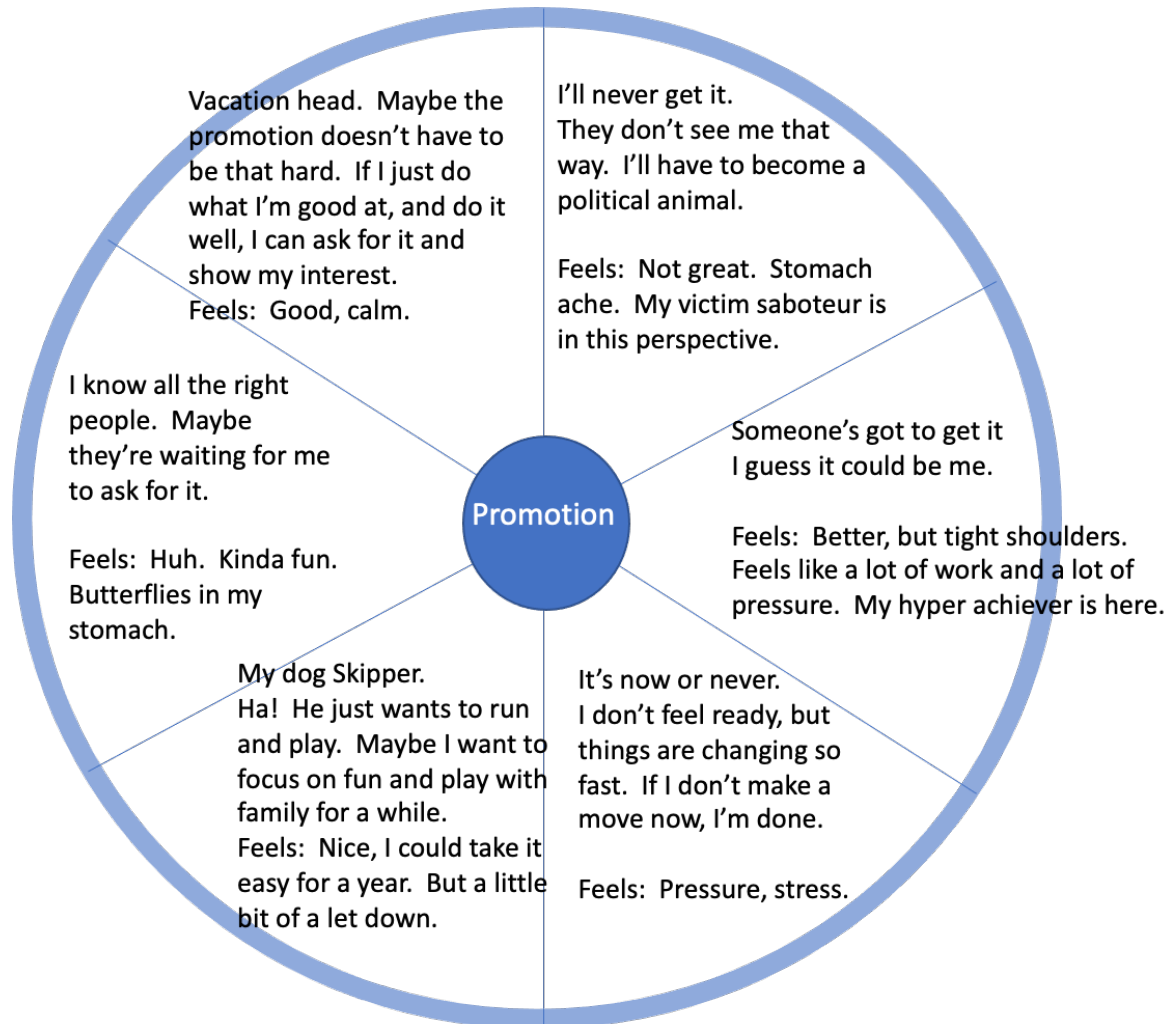 Vacation head.  Maybe the
promotion doesn’t have to
be that hard.  If I just do
what I’m good at, and do it
well, I can ask for it and
show my interest.
Feels:  Good, calm.
I’ll never get it.
They don’t see me that
way.  I’ll have to become a
political animal.
Feels:  Not great.  Stomach
ache.  My victim saboteur is
in this perspective.
Someone’s got to get it
I guess it could be me.
Feels:  Better, but tight shoulders.
Feels like a lot of work and a lot of
pressure.  My hyper achiever is here.
It’s now or never.
I don’t feel ready, but
things are changing so
fast.  If I don’t make a
move now, I’m done.
Feels:  Pressure, stress.
My dog Skipper.
Ha!  He just wants to run
and play.  Maybe I want to
focus on fun and play with
family for a while.
Feels:  Nice, I could take it
easy for a year.  But a little
bit of a let down.
I know all the right
people.  Maybe
they’re waiting for me
to ask for it.
Feels:  Huh.  Kinda fun.
Butterflies in my
stomach.
Promotion